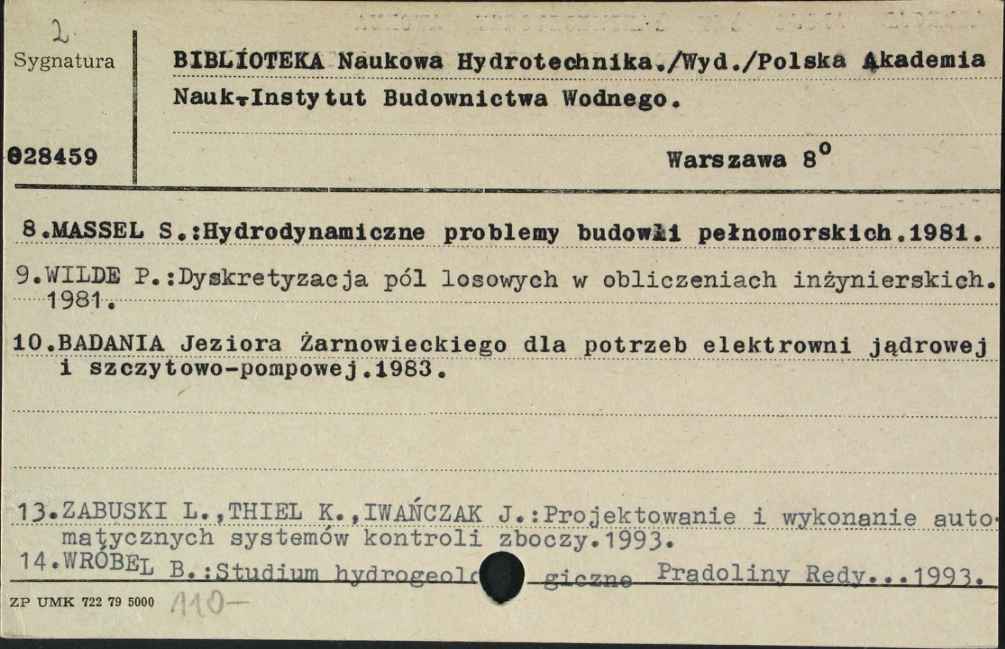 2
Sygnatura
BIBLIOTEKA Naukowa Hydrotechnika./Wyd./Polska Akademia
Nauk-Instytut Budownictwa Wodnego.
028459
Warszawa 8°
8.MASSEL S.:Hydrodynamiczne problemy budowli pełnomorskich.1981.
9.WILDE P.:Dyskretyzacja pól losowych w obliczeniach inżynierskich.
1981.
10.BADANIA Jeziora Żarnowieckiego dla potrzeb elektrowni jądrowej
i szczytowo-pompowej.1983.
13.ZABUSKI L.,THIEL K.,IWAŃCZAK J.:Projektowanie i wykonanie auto
matycznych systemów kontroli zboczy.1993.
14.WRÓBEL B.:Studium hydrogeolo giczne Pradoliny Redy...1993.
ZP UMK 722 79 5000 110-